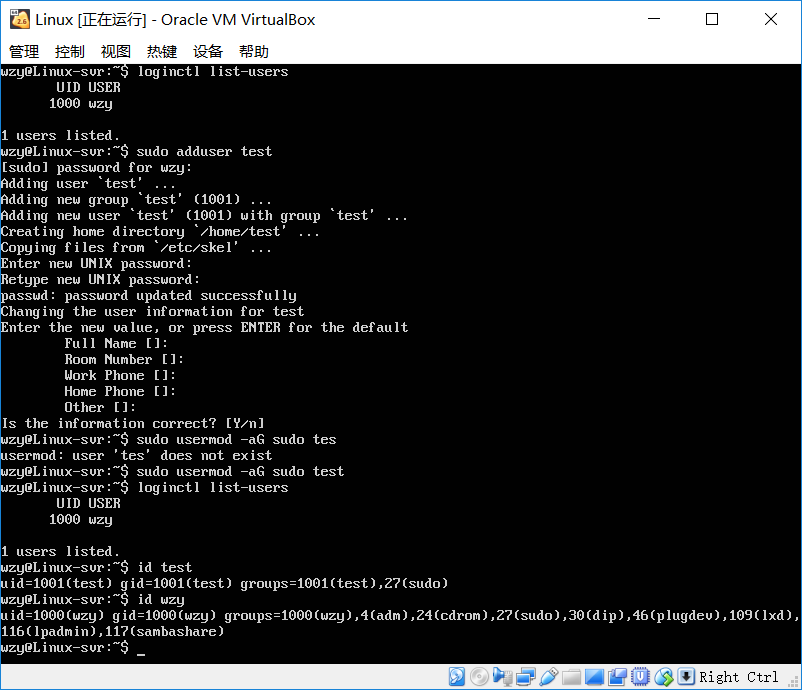 Linux [正在运行] - Oracle VM VirtualBox
管理 控制 视图 热键 设备 帮助
wzy@Linux-svr:~$ loginctl list-users
       UID USER
      1000 wzy

1 users listed.
wzy@Linux-svr:~$ sudo adduser test
[sudo] password for wzy:
Adding user `test' ...
Adding new group `test' (1001) ...
Adding new user `test' (1001) with group `test' ...
Creating home directory `/home/test' ...
Copying files from `/etc/skel' ...
Enter new UNIX password:
Retype new UNIX password:
passwd: password updated successfully
Changing the user information for test
Enter the new value, or press ENTER for the default
        Full Name []:
        Room Number []:
        Work Phone []:
        Home Phone []:
        Other []:
Is the information correct? [Y/n]
wzy@Linux-svr:~$ sudo usermod -aG sudo tes
usermod: user 'tes' does not exist
wzy@Linux-svr:~$ sudo usermod -aG sudo test
wzy@Linux-svr:~$ loginctl list-users
       UID USER
      1000 wzy

1 users listed.
wzy@Linux-svr:~$ id test
uid=1001(test) gid=1001(test) groups=1001(test),27(sudo)
wzy@Linux-svr:~$ id wzy
uid=1000(wzy) gid=1000(wzy) groups=1000(wzy),4(adm),24(cdrom),27(sudo),30(dip),46(plugdev),109(lxd),
116(lpadmin),117(sambashare)
wzy@Linux-svr:~$ _
Right Ctrl